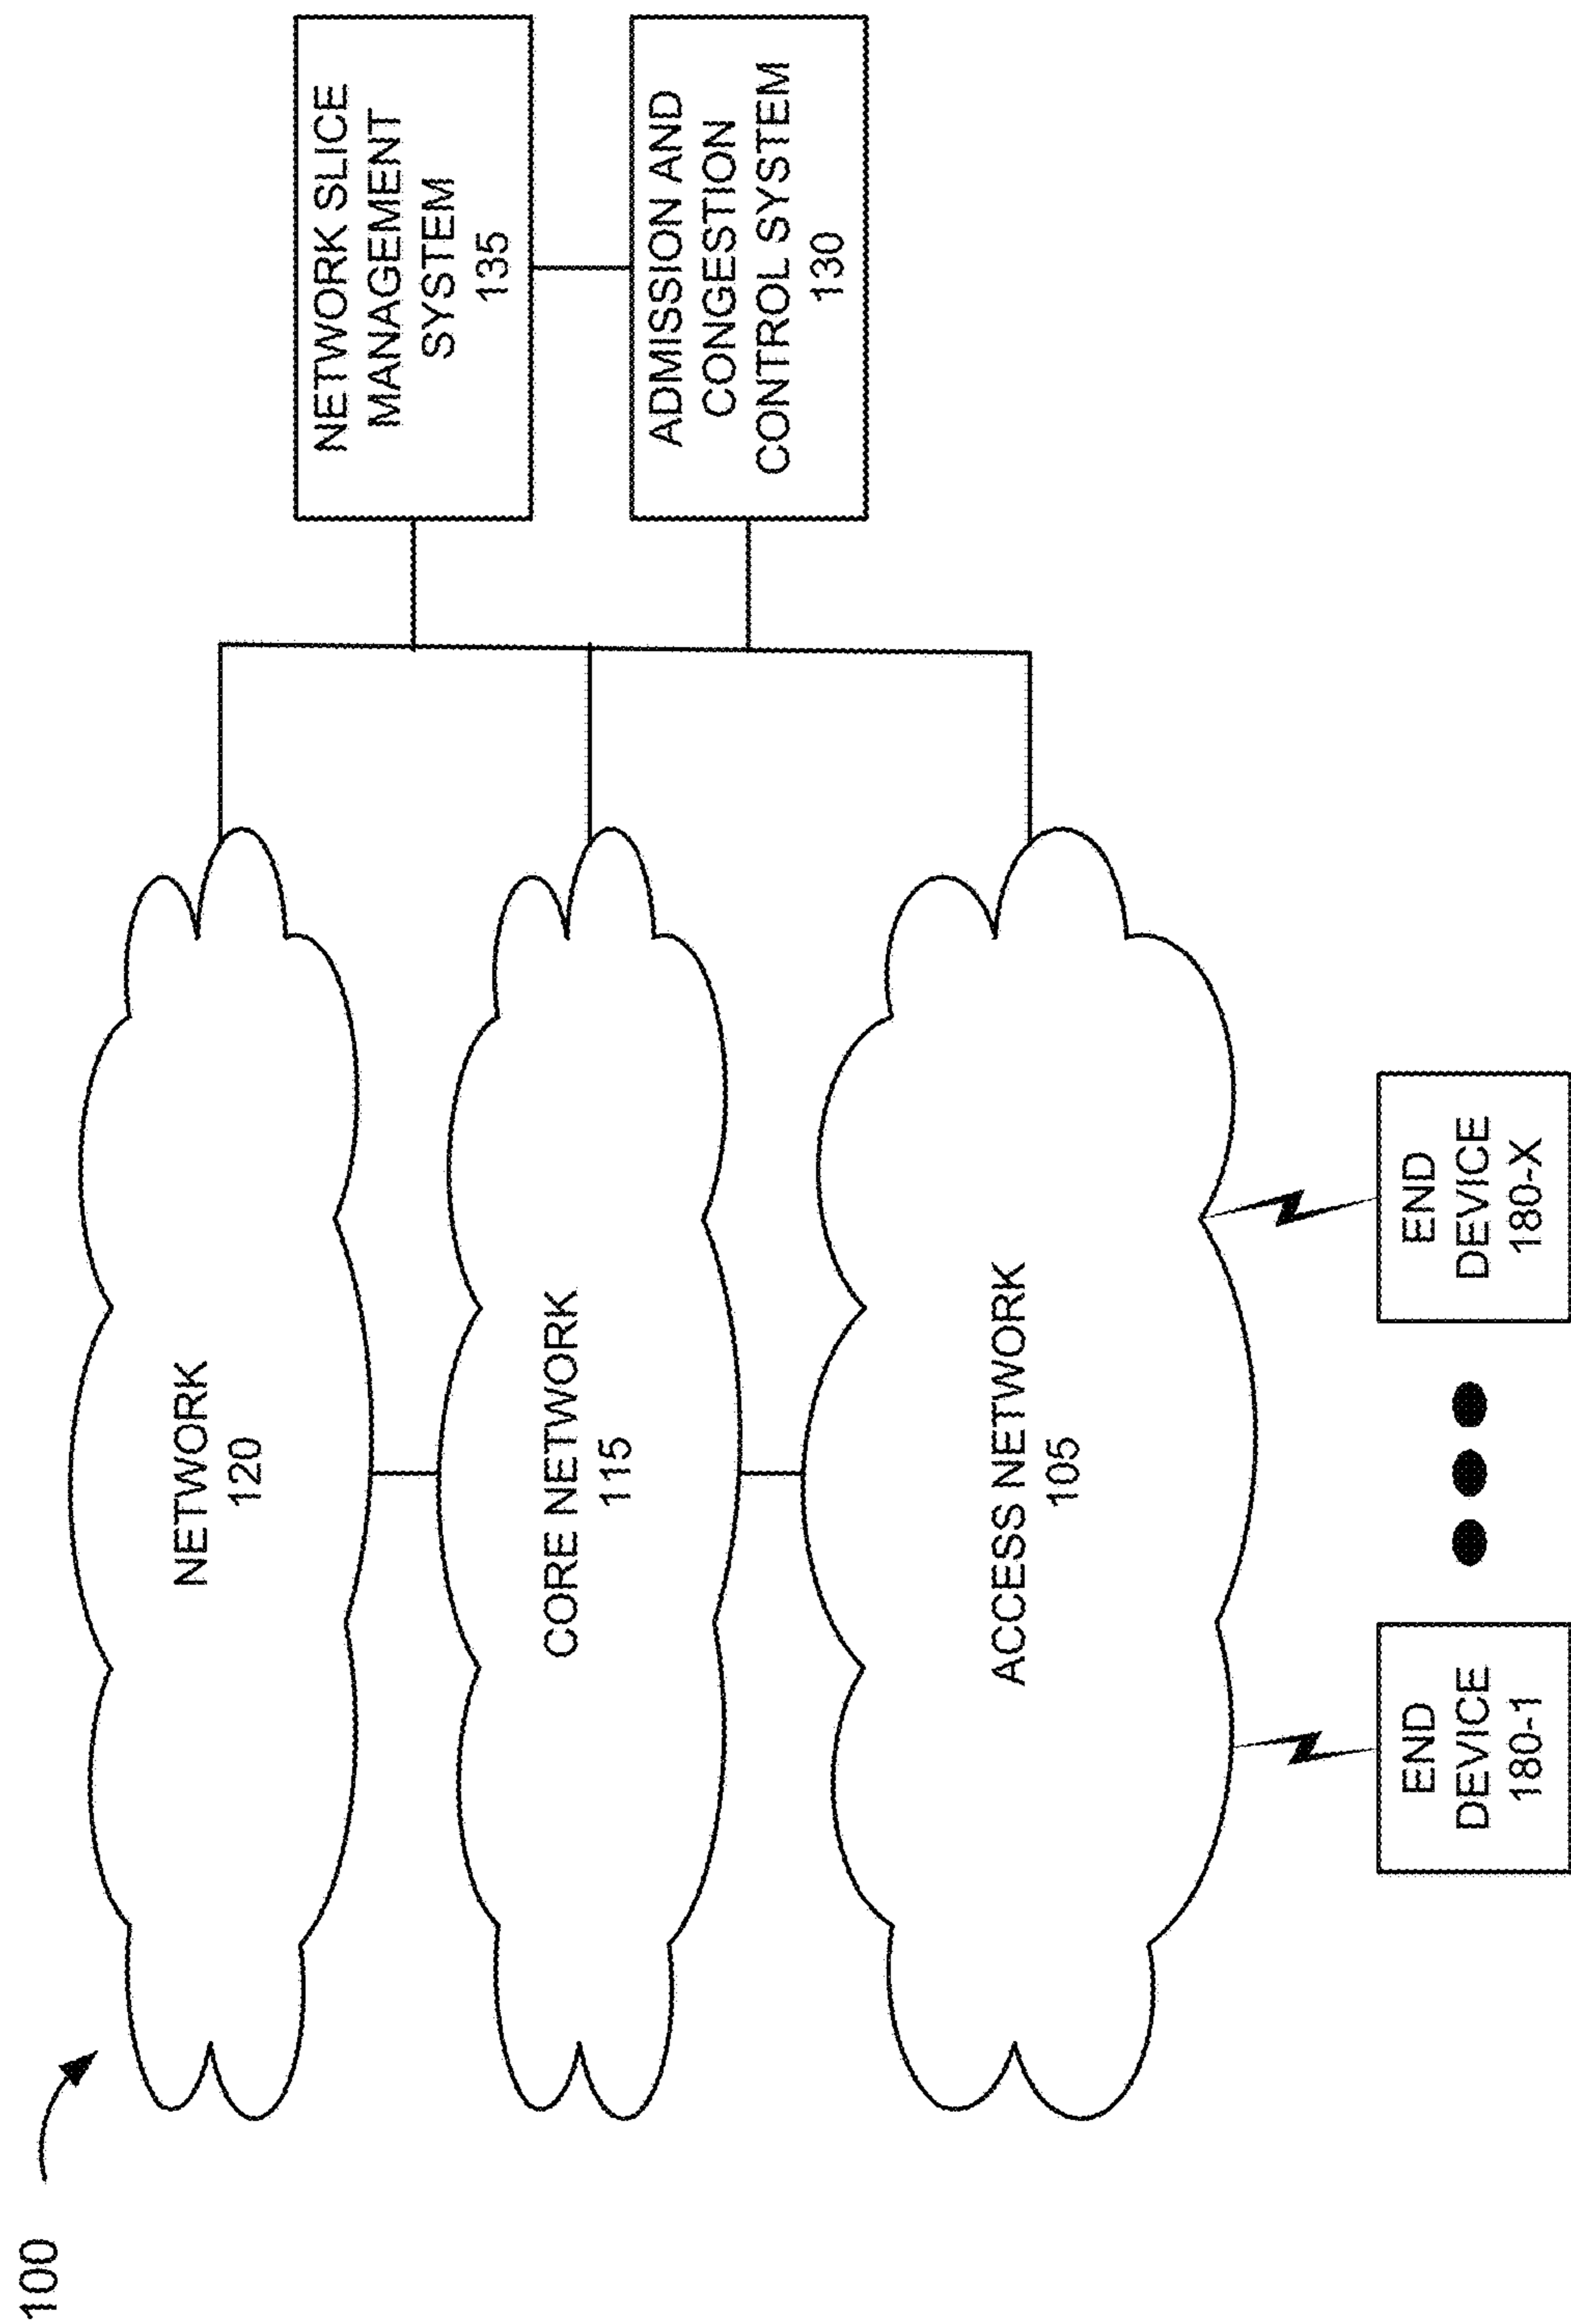 100
NETWORK
120
CORE NETWORK
115
ACCESS NETWORK
105
NETWORK SLICE
MANAGEMENT
SYSTEM
135
ADMISSION AND
CONGESTION
CONTROL SYSTEM
130
END
DEVICE
180-1
END
DEVICE
180-X